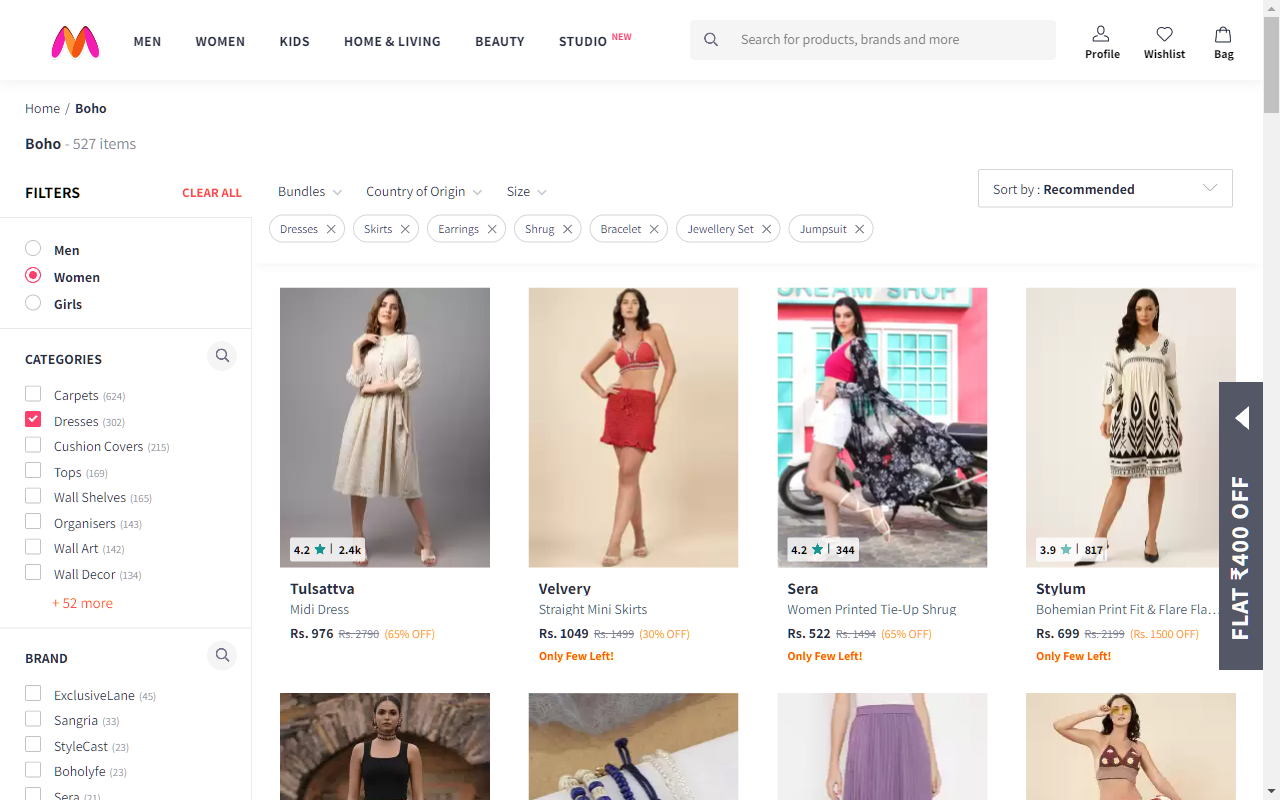 MEN WOMEN KIDS HOME & LIVING BEAUTY STUDIO NEW
Search for products, brands and more
Profile Wishlist Bag
Home / Boho
Boho - 527 items
FILTERS CLEAR ALL
Bundles Country of Origin Size
Sort by : Recommended
Dresses Skirts Earrings Shrug Bracelet Jewellery Set Jumpsuit
Men
Women
Girls
CATEGORIES
Carpets (624)
Dresses (302)
Cushion Covers (215)
Tops (169)
Wall Shelves (165)
Organisers (143)
Wall Art (142)
Wall Decor (134)
+ 52 more
BRAND
ExclusiveLane (45)
Sangria (33)
StyleCast (23)
Boholyfe (23)
Sera (21)
4.2 2.4k
Tulsattva
Midi Dress
Rs. 976 Rs. 2790 (65% OFF)
Velvery
Straight Mini Skirts
Rs. 1049 Rs. 1499 (30% OFF)
Only Few Left!
DREAM SHOP
4.2 344
Sera
Women Printed Tie-Up Shrug
Rs. 522 Rs. 1494 (65% OFF)
Only Few Left!
3.9 817
Stylum
Bohemian Print Fit & Flare Fla...
Rs. 699 Rs. 2199 (Rs. 1500 OFF)
Only Few Left!
FLAT ₹400 OFF